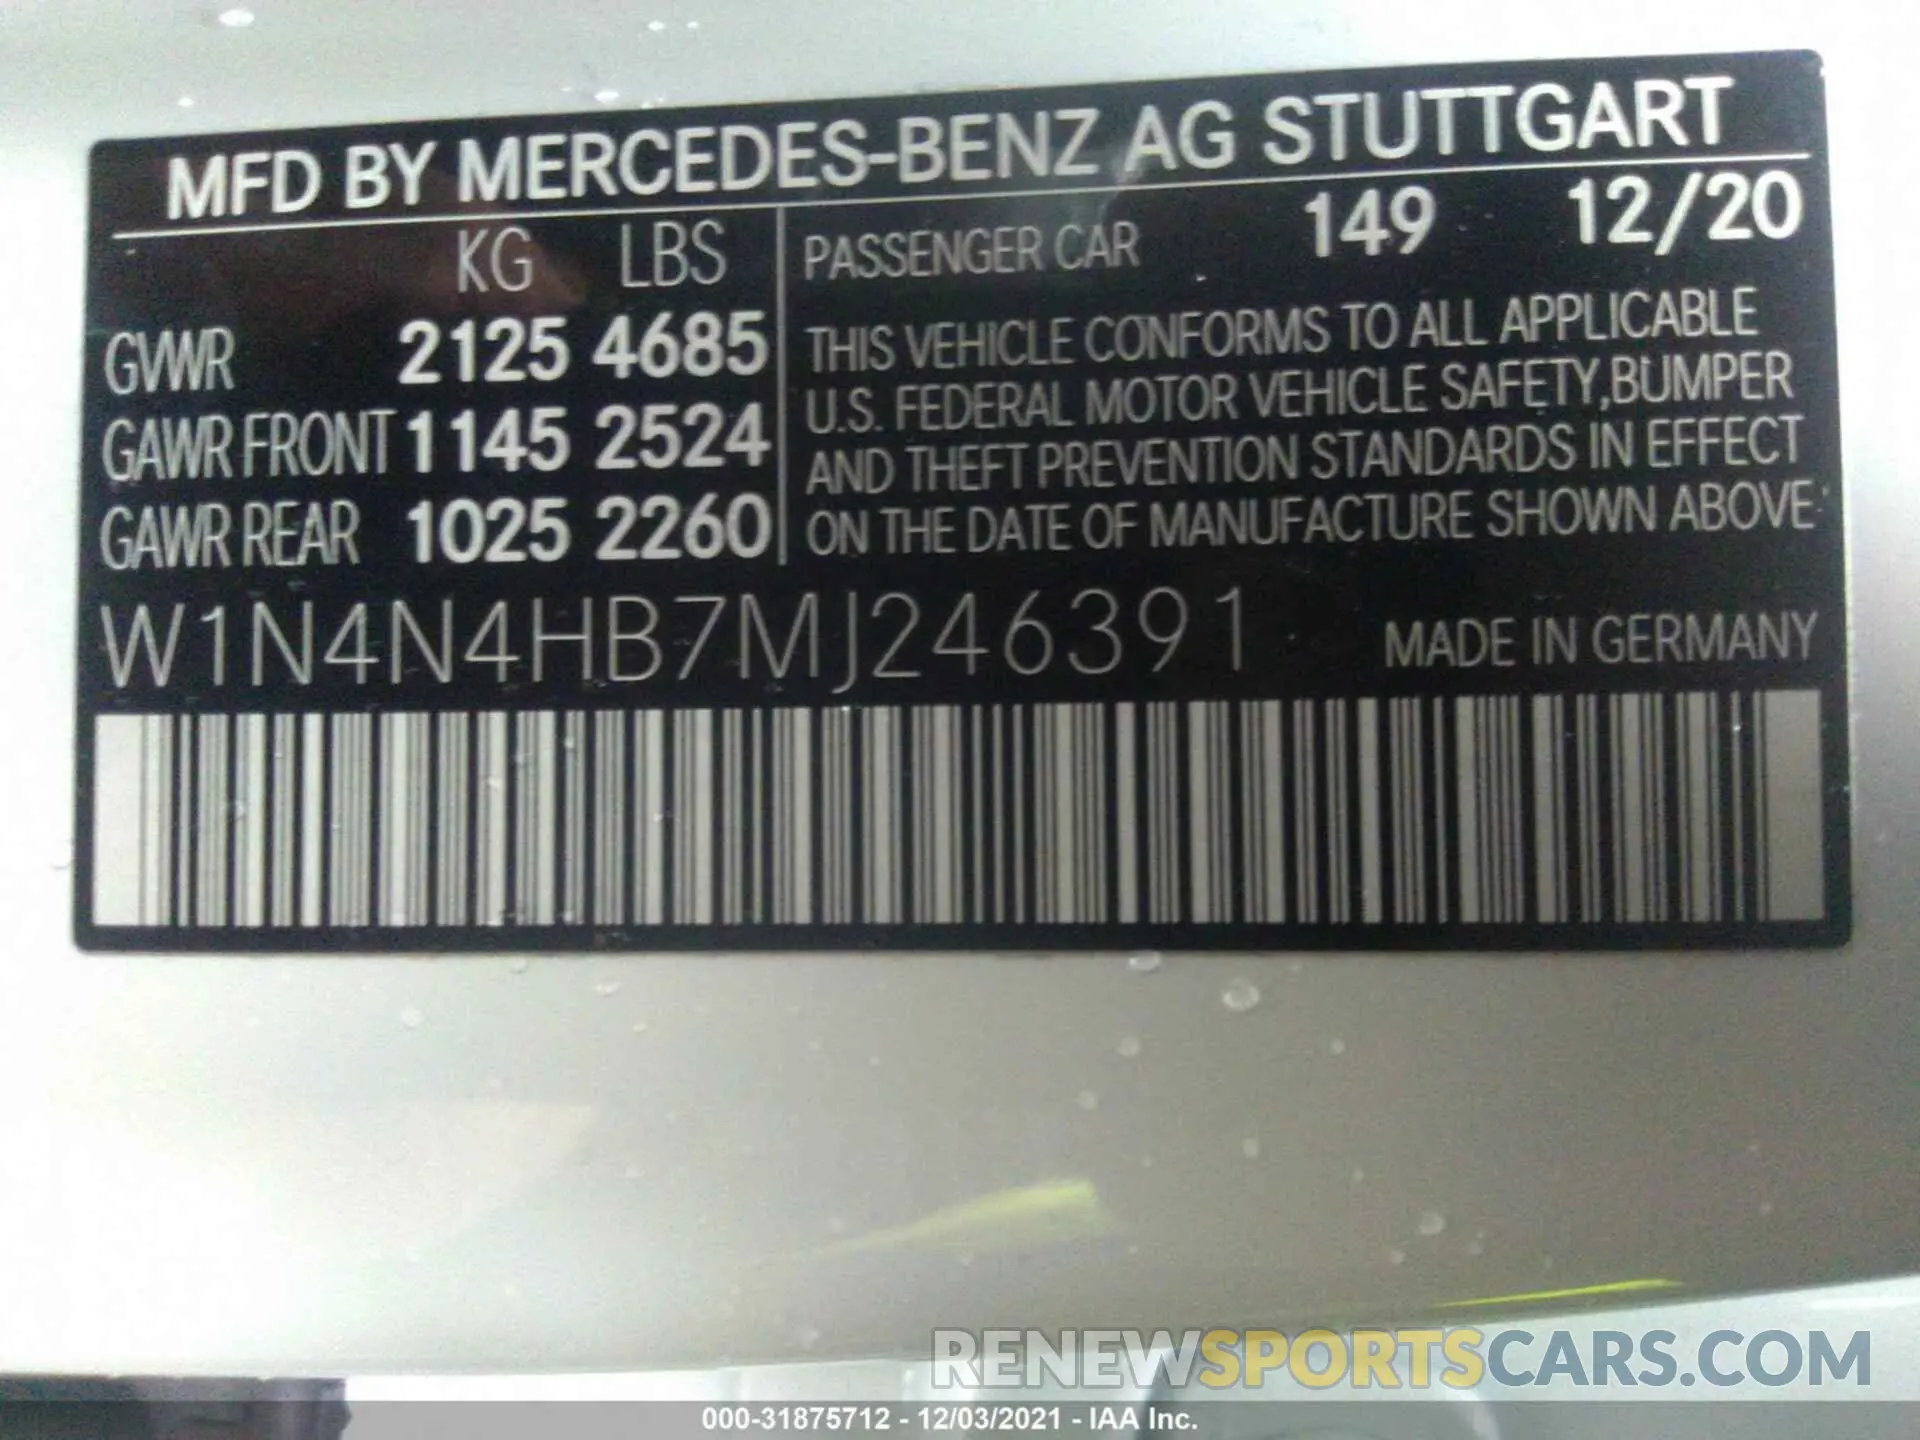 MFD BY MERCEDES-BENZ AG STUTTGART
KG LBS
GVWR 2125 4685
GAWR FRONT 1145 2524
GAWR REAR 1025 2260
PASSENGER CAR 149 12/20
THIS VEHICLE CONFORMS TO ALL APPLICABLE
U.S. FEDERAL MOTOR VEHICLE SAFETY,BUMPER
AND THEFT PREVENTION STANDARDS IN EFFECT
ON THE DATE OF MANUFACTURE SHOWN ABOVE.
W1N4N4HB7MJ246391 MADE IN GERMANY
RENEWSPORTSCARS.COM
000-31875712 - 12/03/2021 - IAA Inc.